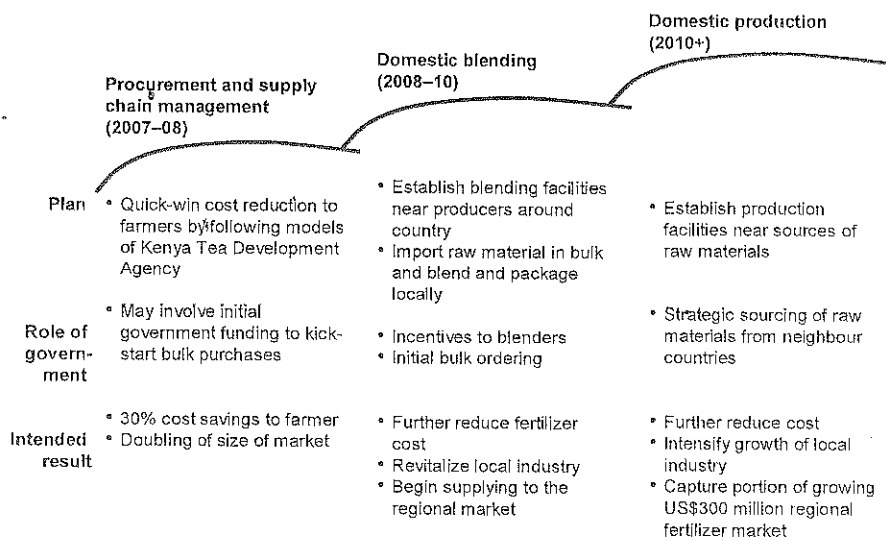 Domestic production
(2010+)
Domestic blending
(2008–10)
Procurement and supply
chain management
(2007–08)
Plan
• Quick-win cost reduction to
farmers by following models
of Kenya Tea Development
Agency
• Establish blending facilities
near producers around
country
• Import raw material in bulk
and blend and package
locally
• Establish production
facilities near sources of
raw materials
Role of
govern-
ment
• May involve initial
government funding to kick-
start bulk purchases
• Incentives to blenders
• Initial bulk ordering
• Strategic sourcing of raw
materials from neighbour
countries
Intended
result
• 30% cost savings to farmer
• Doubling of size of market
• Further reduce fertilizer
cost
• Revitalize local industry
• Begin supplying to the
regional market
• Further reduce cost
• Intensify growth of local
industry
• Capture portion of growing
US$300 million regional
fertilizer market